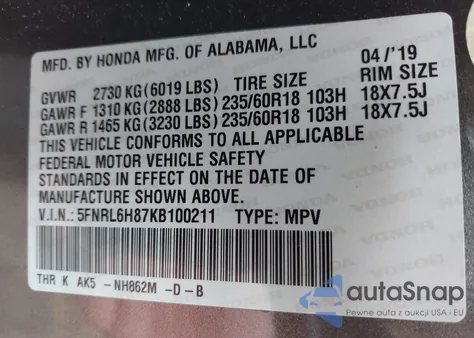 MFD. BY HONDA MFG. OF ALABAMA, LLC
04 /'19
GVWR 2730 KG (6019 LBS) TIRE SIZE RIM SIZE
GAWR F 1310 KG (2888 LBS) 235/60R18 103H 18X7.5J
GAWR R 1465 KG (3230 LBS) 235/60R18 103H 18X7.5J
THIS VEHICLE CONFORMS TO ALL APPLICABLE
FEDERAL MOTOR VEHICLE SAFETY
STANDARDS IN EFFECT ON THE DATE OF
MANUFACTURE SHOWN ABOVE.
V.I.N: 5FNRL6H87KB100211 TYPE: MPV
THR K AK5 -NH862M -D -B
HONDA
autoSnap
Pewne auta z aukcji USA i EU